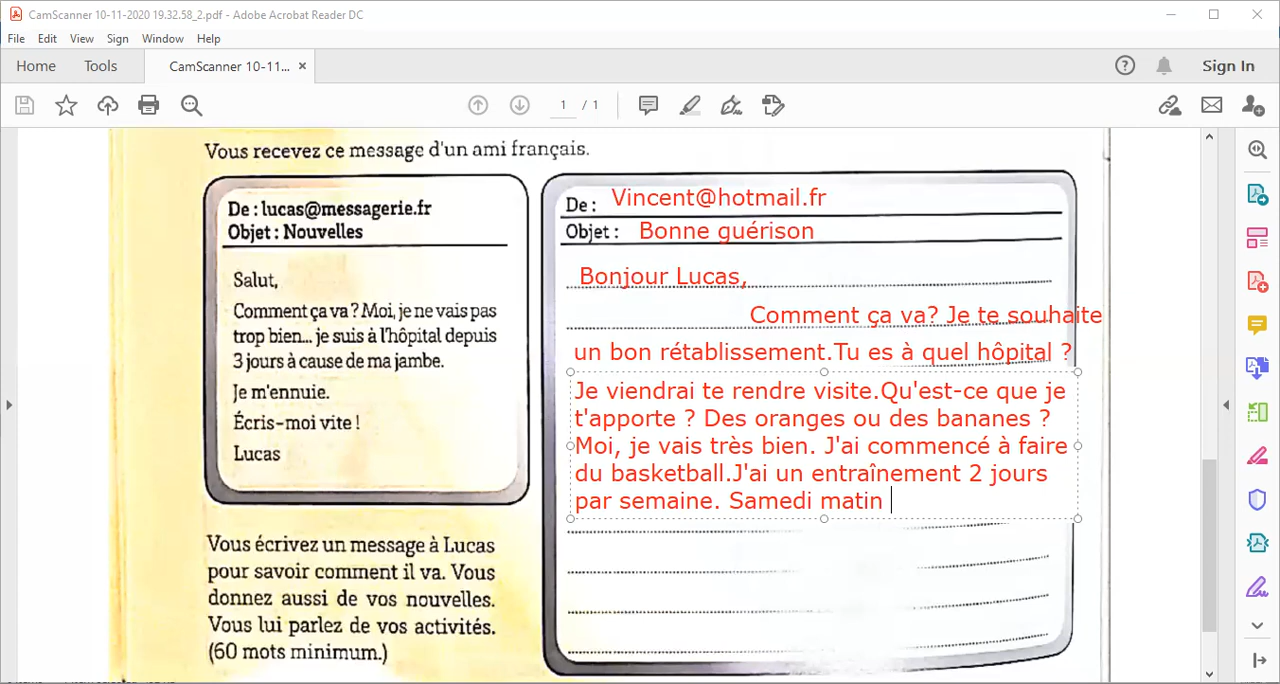 CamScanner 10-11-2020 19.32.58_2.pdf - Adobe Acrobat Reader DC
File Edit View Sign Window Help
Home Tools CamScanner 10-11... × Sign In
1 / 1
Vous recevez ce message d'un ami français.
De : lucas@messagerie.fr
Objet : Nouvelles
Salut,
Comment ça va ? Moi, je ne vais pas
trop bien... je suis à l'hôpital depuis
3 jours à cause de ma jambe.
Je m'ennuie.
Écris-moi vite !
Lucas
Vous écrivez un message à Lucas
pour savoir comment il va. Vous
donnez aussi de vos nouvelles.
Vous lui parlez de vos activités.
(60 mots minimum.)
De : Vincent@hotmail.fr
Objet : Bonne guérison
Bonjour Lucas,
Comment ça va? Je te souhaite
un bon rétablissement.Tu es à quel hôpital ?
Je viendrai te rendre visite.Qu'est-ce que je
t'apporte ? Des oranges ou des bananes ?
Moi, je vais très bien. J'ai commencé à faire
du basketball.J'ai un entraînement 2 jours
par semaine. Samedi matin